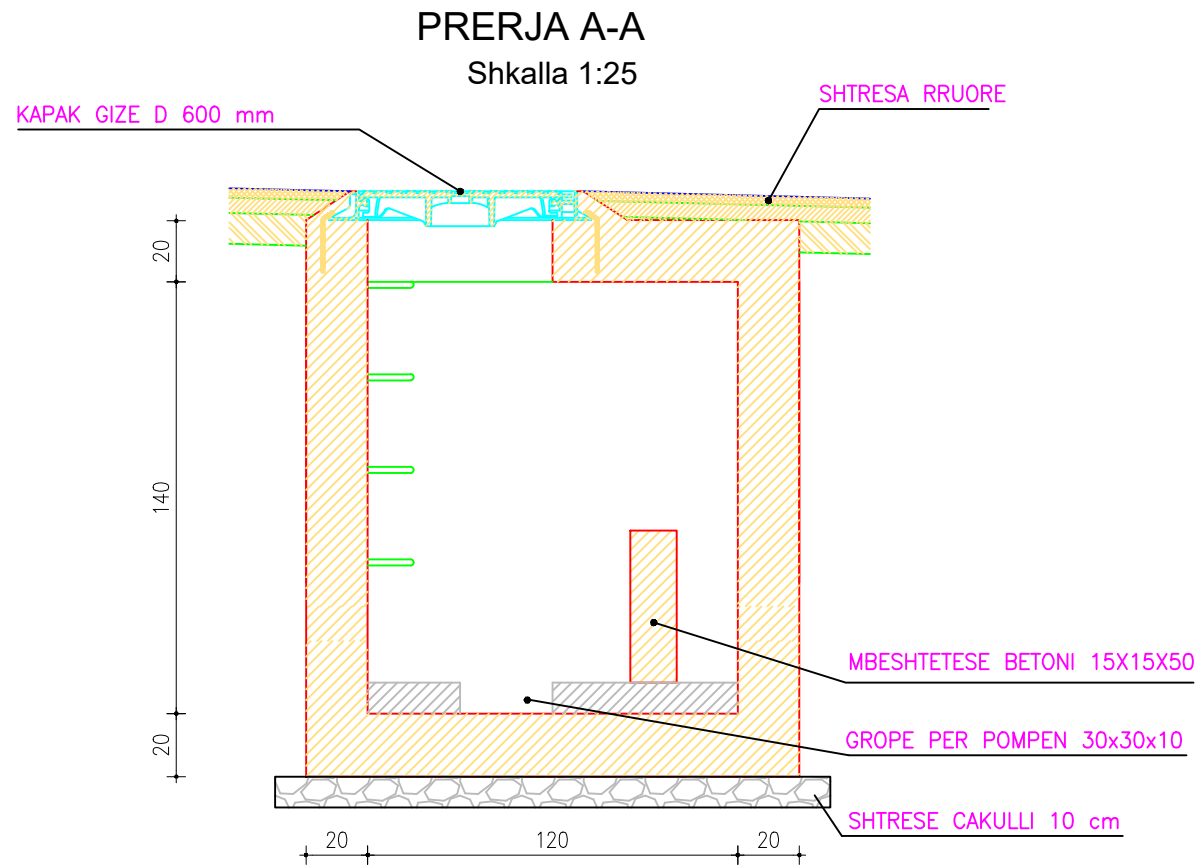 PRERJA A-A
Shkalla 1:25
KAPAK GIZE D 600 mm
SHTRESA RRUORE
20
140
20
MBESHTETESE BETONI 15X15X50
GROPE PER POMPEN 30x30x10
SHTRESE CAKULLI 10 cm
20
120
20